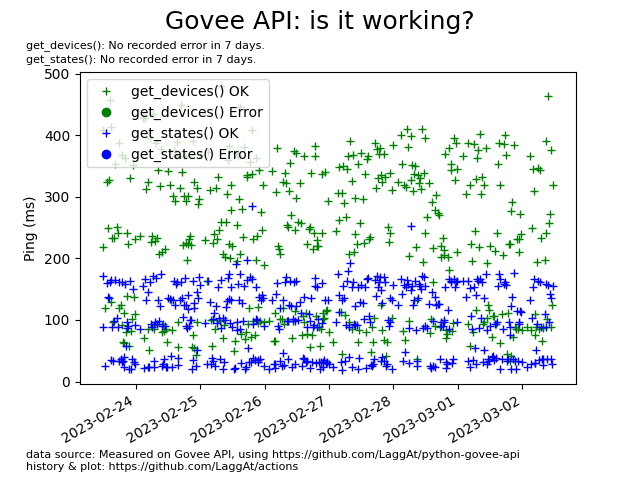 Govee API: is it working?
get_devices(): No recorded error in 7 days.
get_states(): No recorded error in 7 days.
get_devices() OK
get_devices() Error
get_states() OK
get_states() Error
Ping (ms)
500
400
300
200
100
0
2023-02-24
2023-02-25
2023-02-26
2023-02-27
2023-02-28
2023-03-01
2023-03-02
data source: Measured on Govee API, using https://github.com/LaggAt/python-govee-api
history & plot: https://github.com/LaggAt/actions